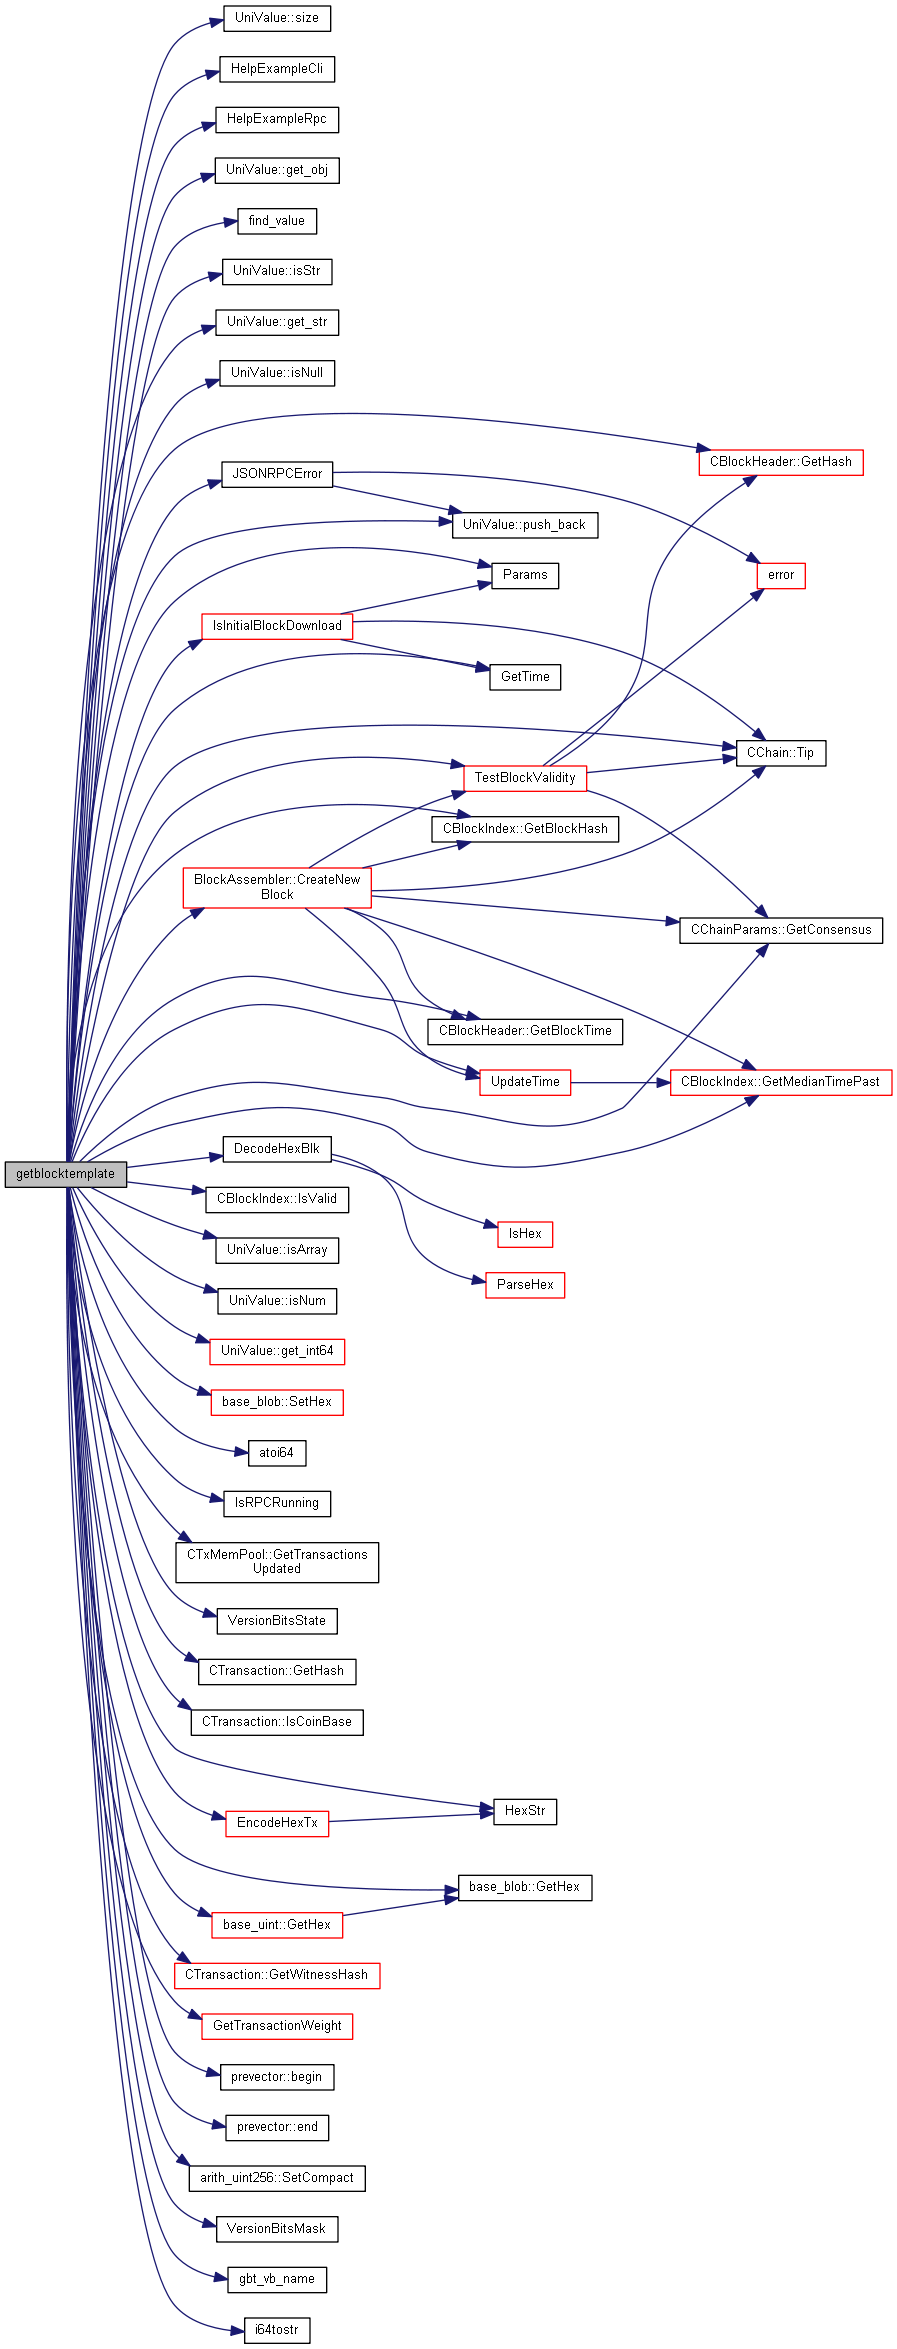 UniValue::size
HelpExampleCli
HelpExampleRpc
UniValue::get_obj
find_value
UniValue::isStr
UniValue::get_str
UniValue::isNull
CBlockHeader::GetHash
JSONRPCError
UniValue::push_back
Params
error
IsInitialBlockDownload
GetTime
CChain::Tip
TestBlockValidity
CBlockIndex::GetBlockHash
BlockAssembler::CreateNew
Block
CChainParams::GetConsensus
CBlockHeader::GetBlockTime
UpdateTime
CBlockIndex::GetMedianTimePast
getblocktemplate
DecodeHexBlk
CBlockIndex::IsValid
IsHex
UniValue::isArray
ParseHex
UniValue::isNum
UniValue::get_int64
base_blob::SetHex
atoi64
IsRPCRunning
CTxMemPool::GetTransactions
Updated
VersionBitsState
CTransaction::GetHash
CTransaction::IsCoinBase
HexStr
EncodeHexTx
base_blob::GetHex
base_uint::GetHex
CTransaction::GetWitnessHash
GetTransactionWeight
prevector::begin
prevector::end
arith_uint256::SetCompact
VersionBitsMask
gbt_vb_name
i64tostr